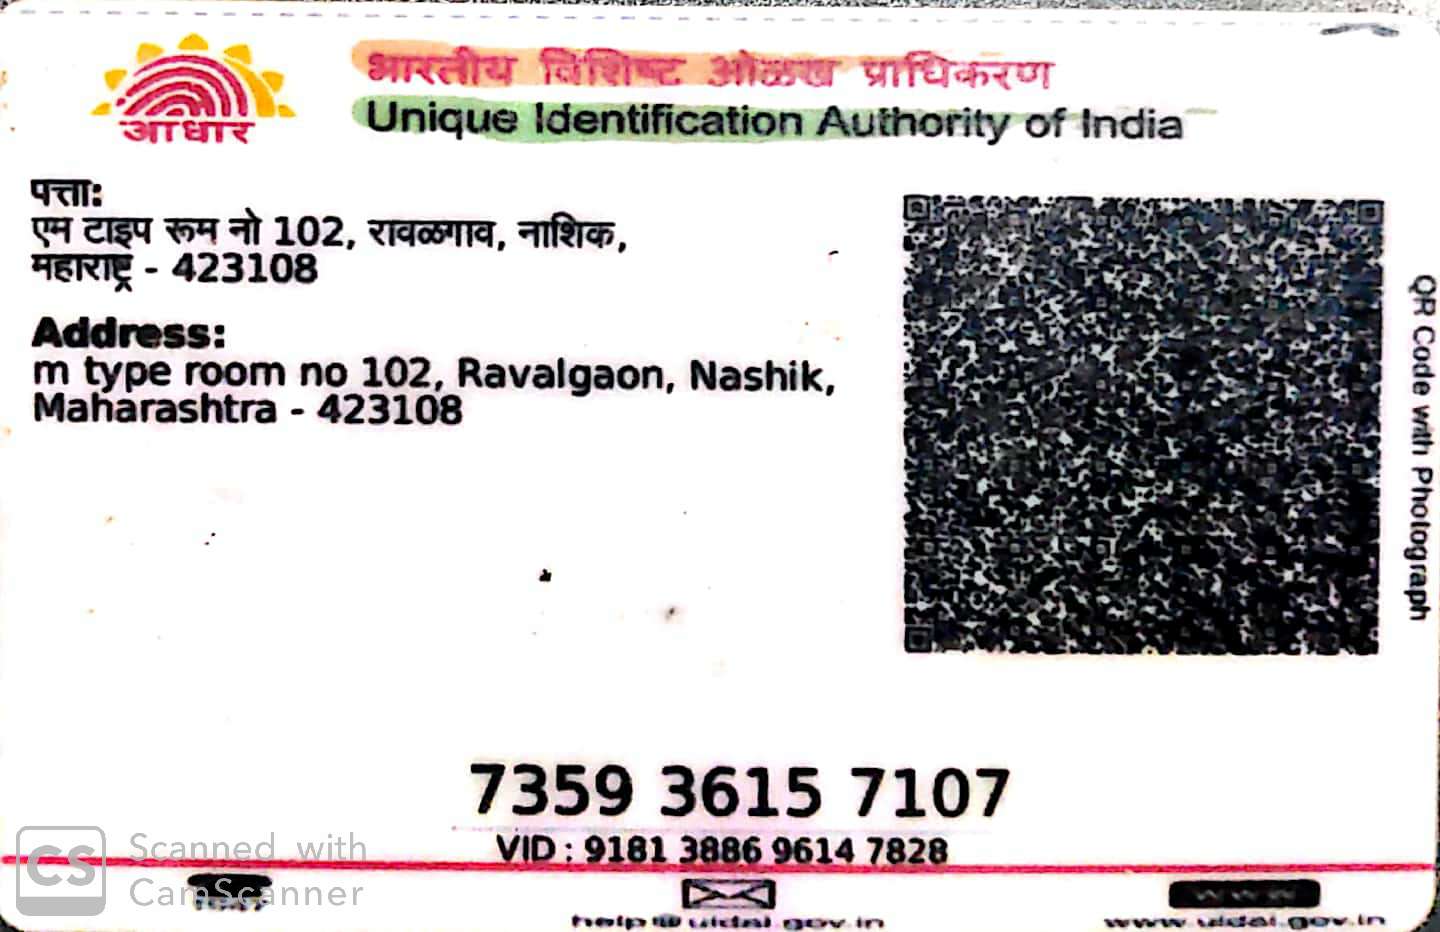 आधार
भारतीय विशिष्ट ओळख प्राधिकरण
Unique Identification Authority of India
पत्ता:
एम टाइप रूम नो 102, रावळगाव, नाशिक,
महाराष्ट्र - 423108
Address:
m type room no 102, Ravalgaon, Nashik,
Maharashtra - 423108
QR Code with Photograph
7359 3615 7107
VID : 9181 3886 9614 7828
CS Scanned with
CamScanner
help@uidai.gov.in
www.uidai.gov.in